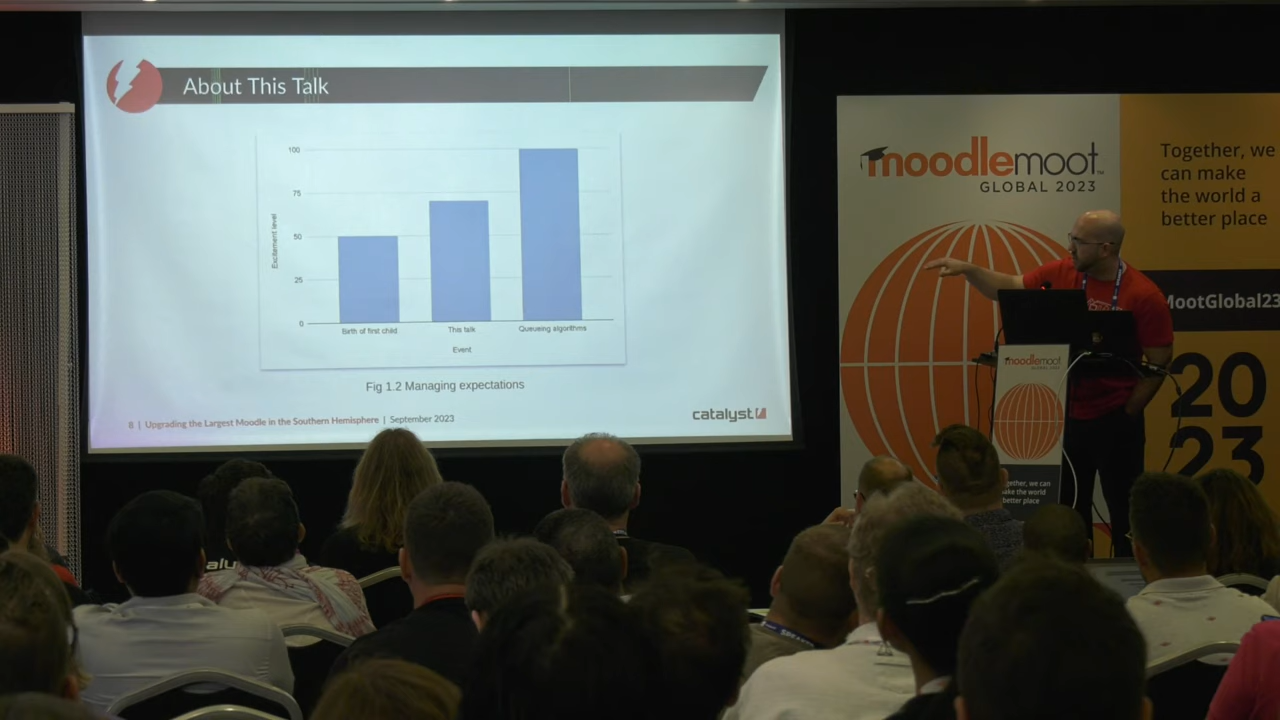 About This Talk
100
75
50
25
0
Excitement level
Birth of first child
This talk
Queueing algorithms
Event
Fig 1.2 Managing expectations
8 | Upgrading the Largest Moodle in the Southern Hemisphere | September 2023
catalyst
moodlemoot™
GLOBAL 2023
Together, we
can make
the world a
better place
MootGlobal23
20
23
moodlemoot
GLOBAL 2023
together, we can
make the world
better place